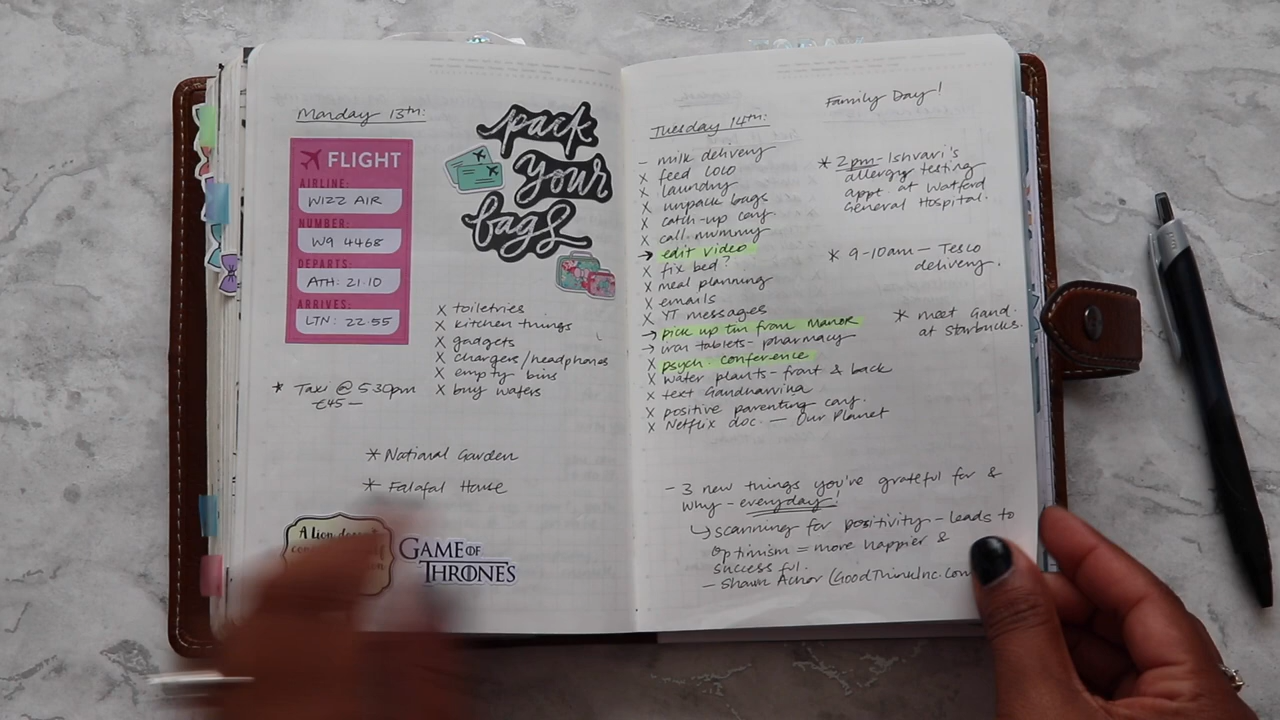 Monday 13th:
FLIGHT
AIRLINE:
WIZZ AIR
NUMBER:
W9 4468
DEPARTS:
ATH: 21:10
ARRIVES:
LTN: 22:55
pack
your
bags
x toiletries
x kitchen things
x gadgets
x chargers/headphones
x empty bins
x buy wafers
* Taxi @ 5:30pm
€45 —
* National Garden
* Falafal House
A Lion doesn't
GAME OF
THRONES
Family Day!
Tuesday 14th:
- milk delivery
x feed LOLO
x laundry
x unpack bags
x catch-up
x call mummy
→ edit video
x fix bed?
x meal planning
x emails
x YT messages
→ pick up tin from Manor
→ iron tablets - pharmacy
x psych. conference
x water plants - front & back
x text Gandharvina
x positive parenting
x Netflix doc. — Our Planet
* 2pm - Ishvari's
allergy testing
appt. at Watford
General Hospital.
* 9-10am — Tesco
delivery.
* meet Gand.
at Starbucks.
- 3 new things you've grateful for &
why - everyday!
↳ scanning for positivity - leads to
optimism = more happier &
successful.
- Shawn Achor (GoodThinkInc.com